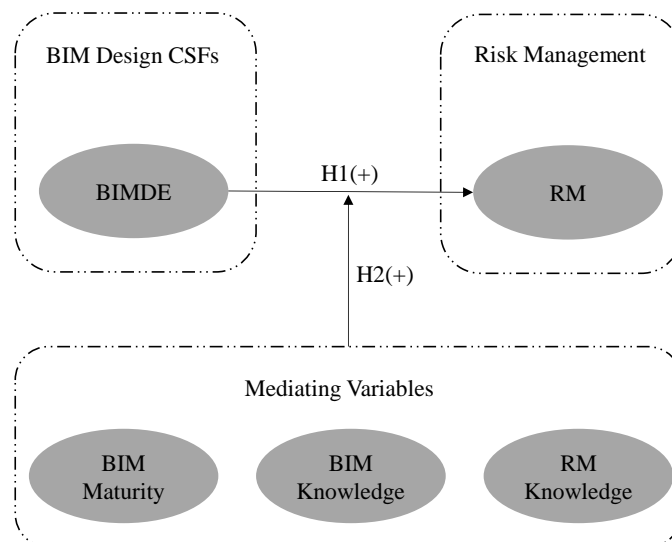 BIM Design CSFs
Risk Management
BIMDE
H1(+)
RM
H2(+)
Mediating Variables
BIM
Maturity
BIM
Knowledge
RM
Knowledge